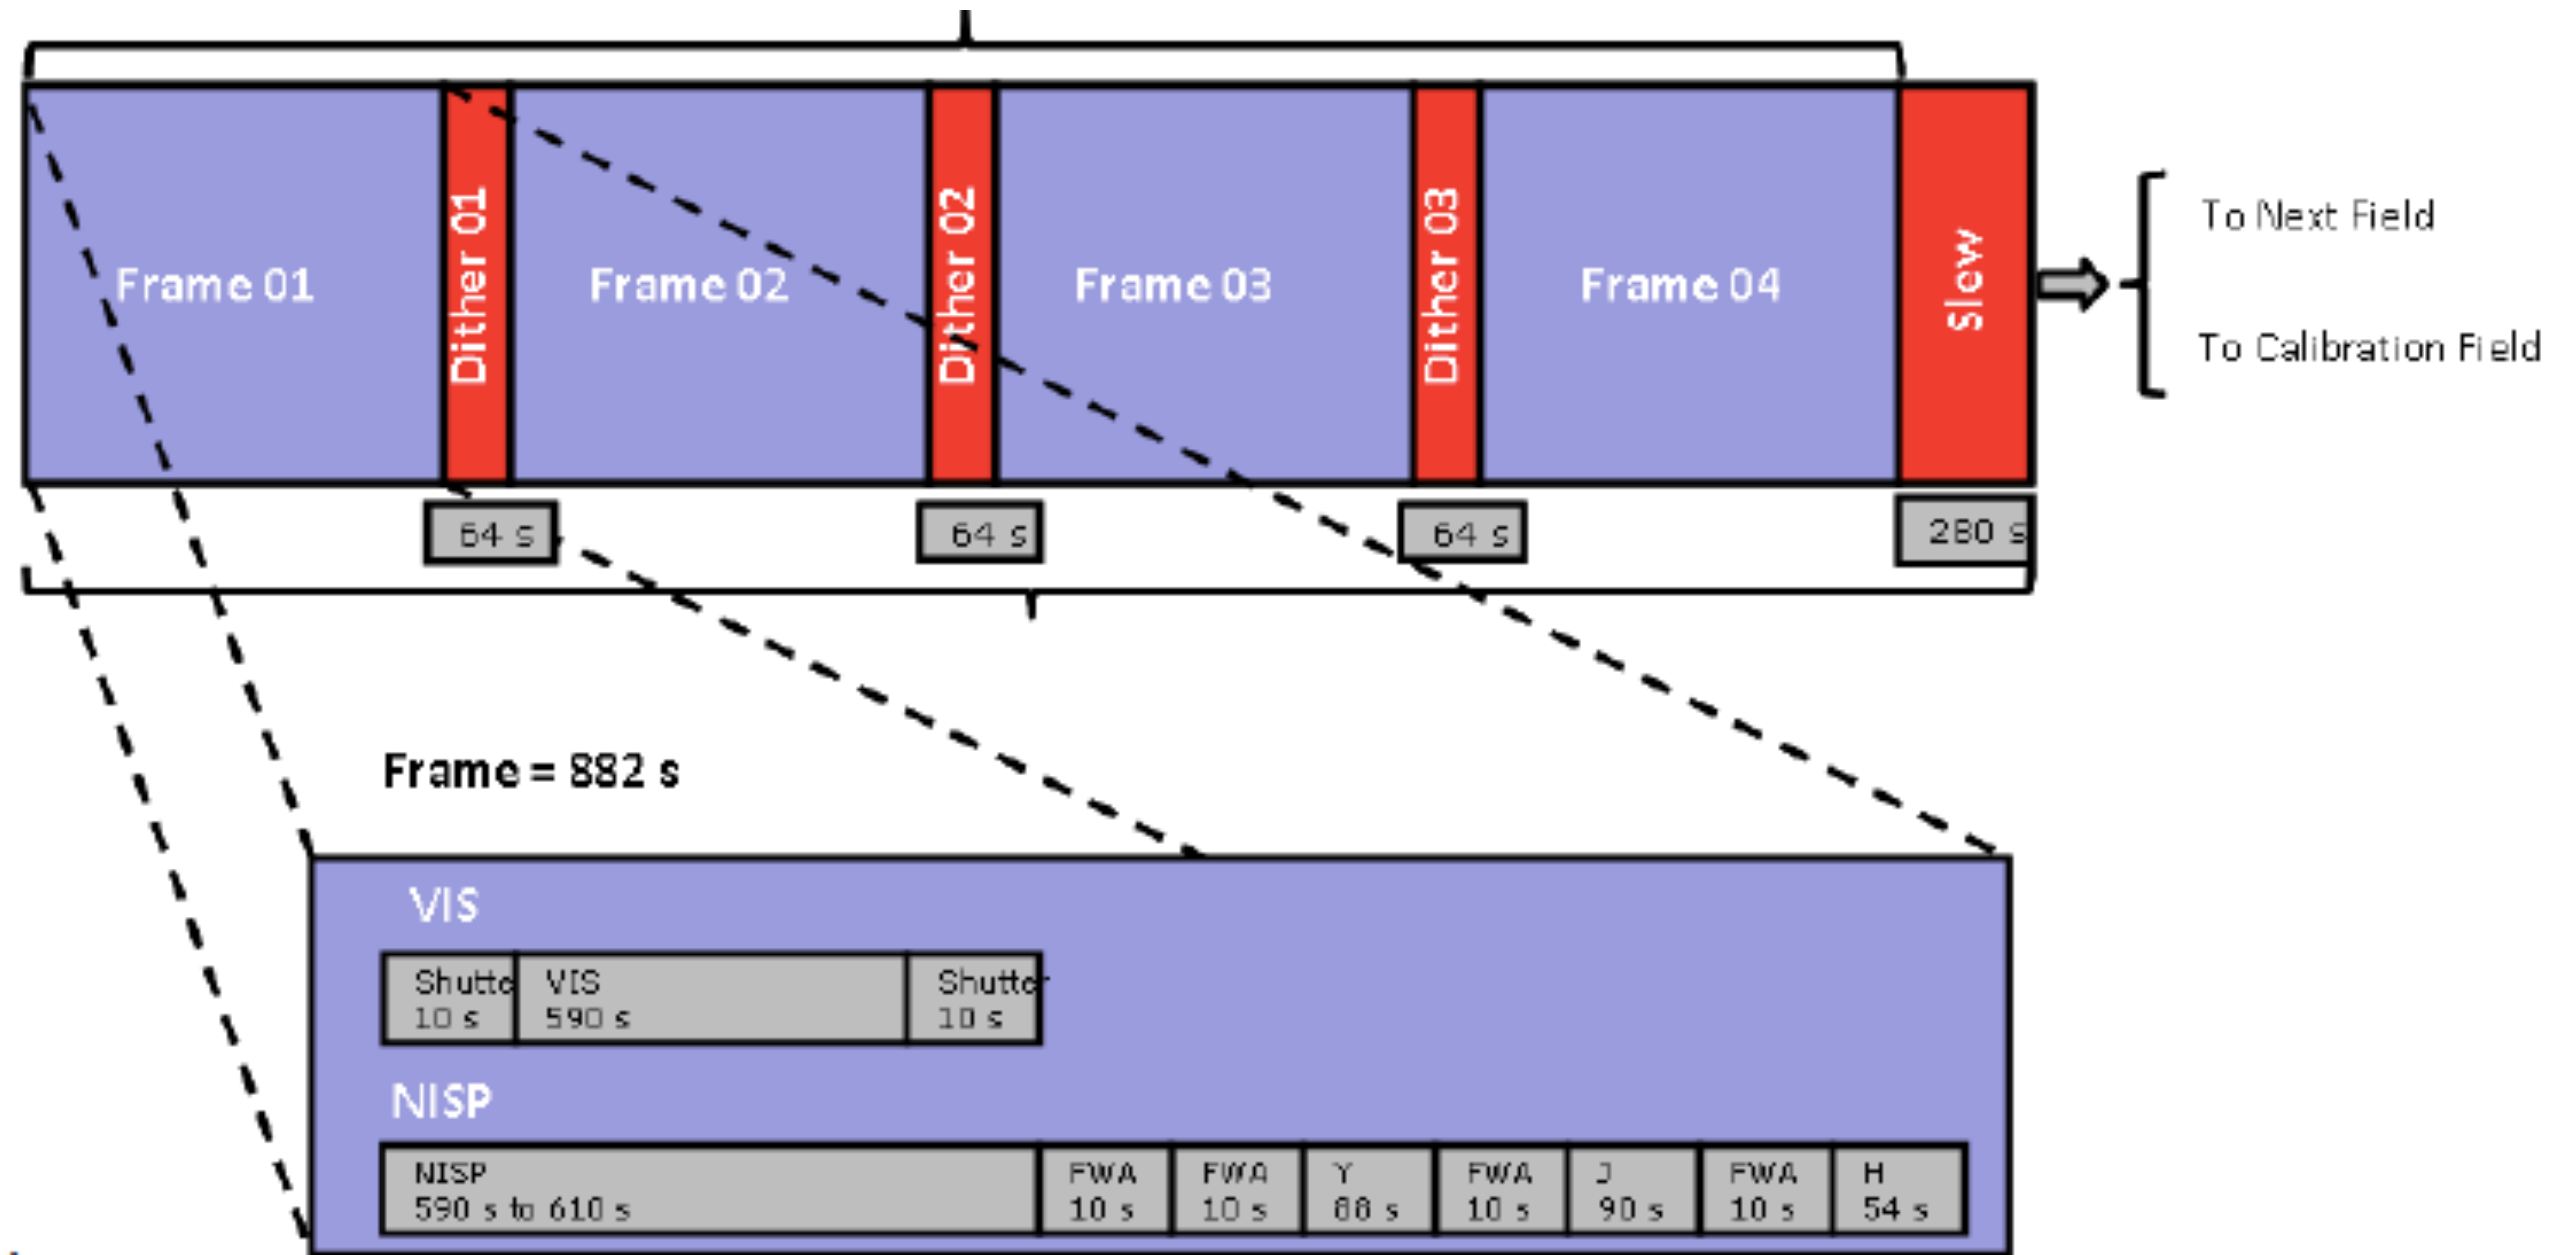 Frame 01
Dither 01
Frame 02
Dither 02
Frame 03
Dither 03
Frame 04
Slew
To Next Field
To Calibration Field
64 s
64 s
64 s
280 s
Frame = 882 s
VIS
Shutte
10 s
VIS
590 s
Shutter
10 s
NISP
NISP
590 s to 610 s
FWA
10 s
FWA
10 s
Y
88 s
FWA
10 s
J
90 s
FWA
10 s
H
54 s